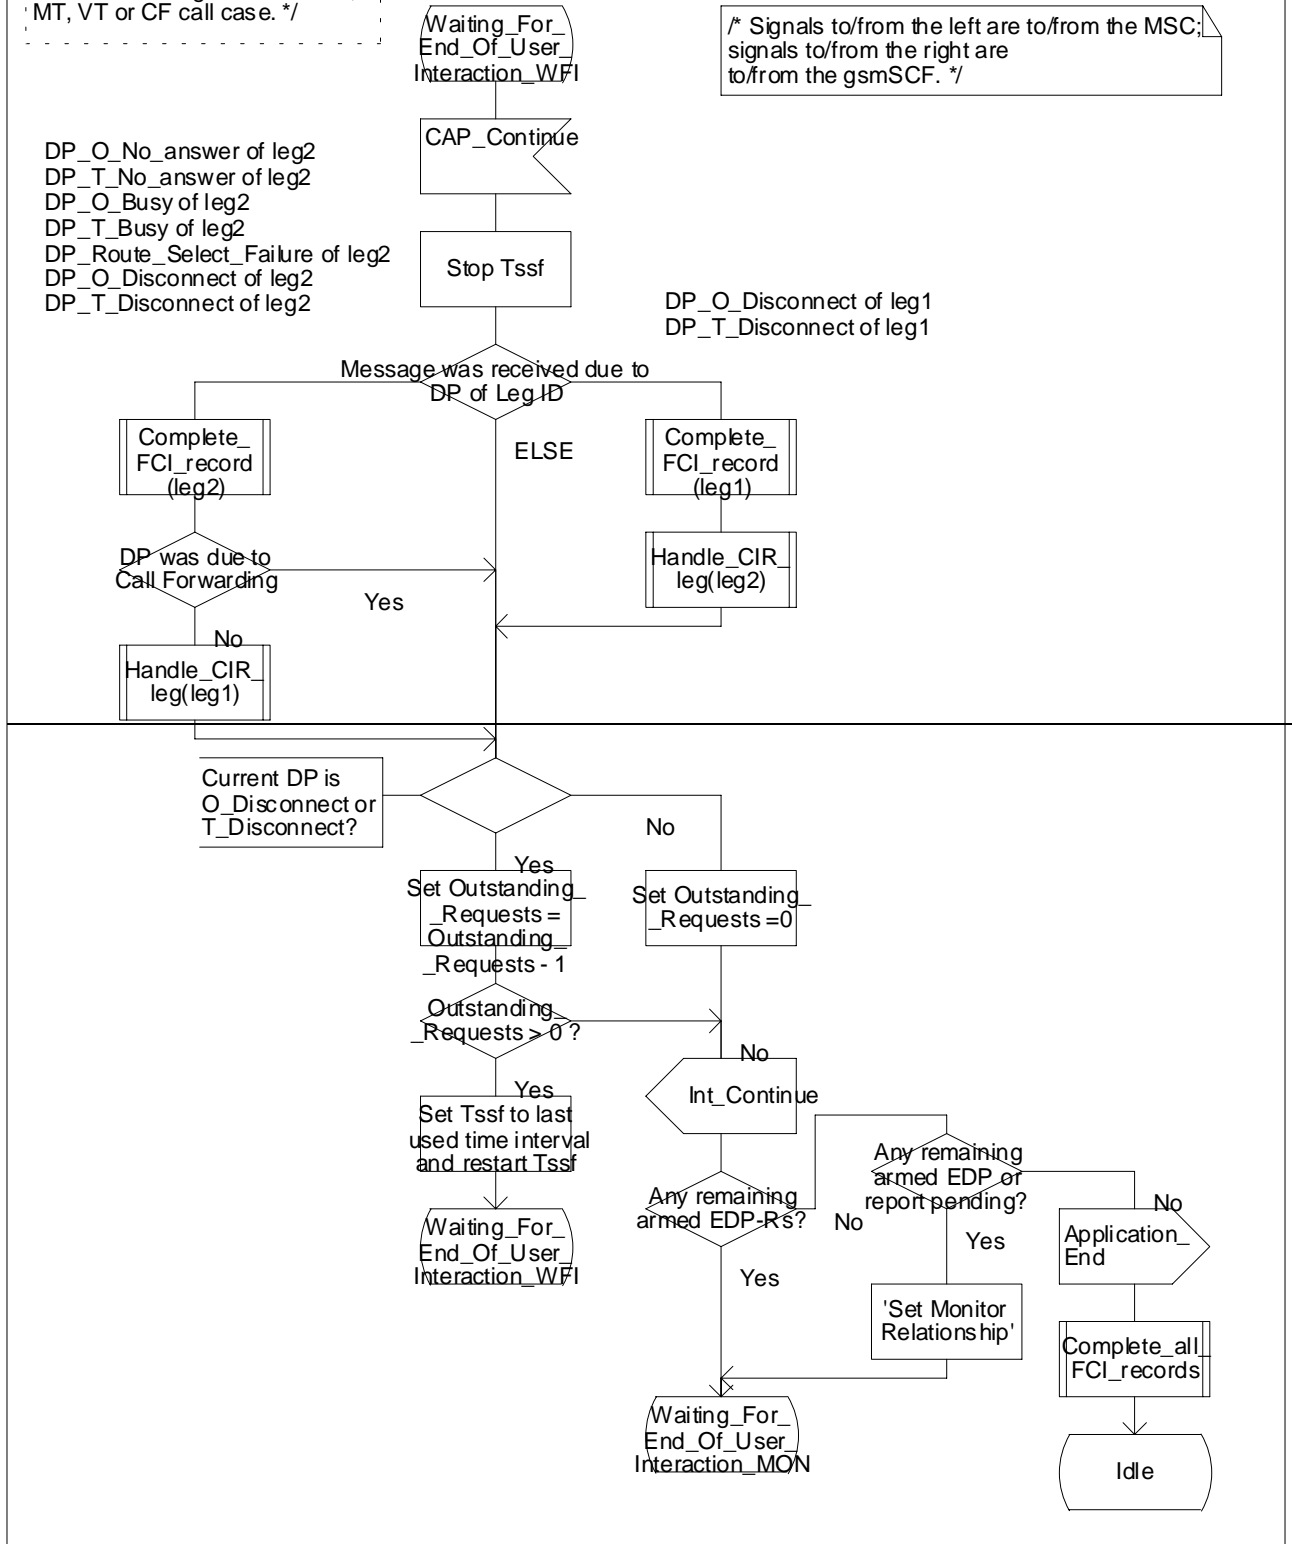 MT, VT or CF call case. */
Waiting_For_
End_Of_User_
Interaction_WFI
/* Signals to/from the left are to/from the MSC;
signals to/from the right are
to/from the gsmSCF. */
CAP_Continue
DP_O_No_answer of leg2
DP_T_No_answer of leg2
DP_O_Busy of leg2
DP_T_Busy of leg2
DP_Route_Select_Failure of leg2
DP_O_Disconnect of leg2
DP_T_Disconnect of leg2
Stop Tssf
DP_O_Disconnect of leg1
DP_T_Disconnect of leg1
Message was received due to
DP of Leg ID
Complete_
FCI_record
(leg2)
ELSE
Complete_
FCI_record
(leg1)
DP was due to
Call Forwarding
Yes
Handle_CIR_
leg(leg2)
No
Handle_CIR_
leg(leg1)
Current DP is
O_Disconnect or
T_Disconnect?
No
Yes
Set Outstanding_
_Requests =
Outstanding_
_Requests - 1
Set Outstanding_
_Requests =0
Outstanding_
_Requests > 0 ?
No
Yes
Int_Continue
Set Tssf to last
used time interval
and restart Tssf
Any remaining
armed EDP-Rs?
No
Any remaining
armed EDP or
report pending?
No
Yes
Waiting_For_
End_Of_User_
Interaction_WFI
Yes
Application_
End
'Set Monitor
Relationship'
Complete_all_
FCI_records
Waiting_For_
End_Of_User_
Interaction_MON
Idle